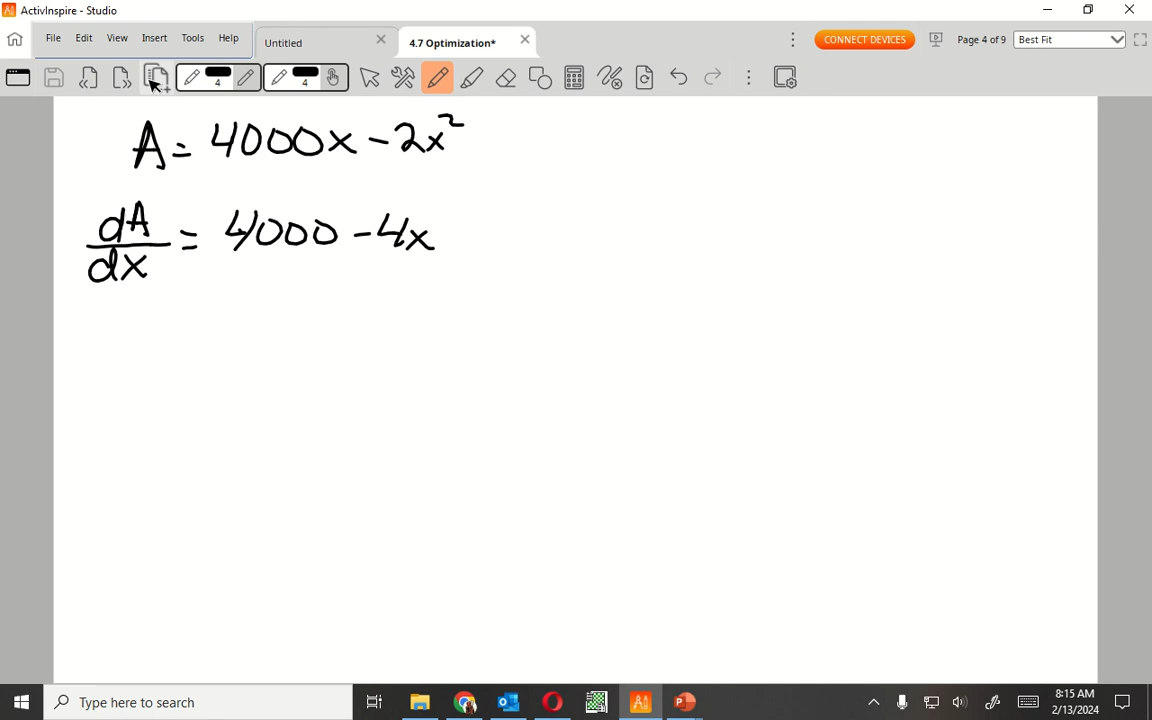 ActivInspire - Studio
File Edit View Insert Tools Help
Untitled
4.7 Optimization*
CONNECT DEVICES
Page 4 of 9
Best Fit
4
4
A = 4000x - 2x²
dA/dx = 4000 - 4x
Type here to search
8:15 AM
2/13/2024